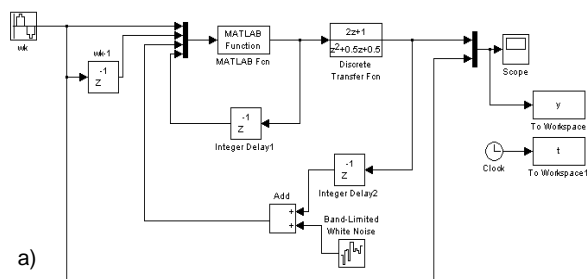 wk
wk-1
-1
Z
MATLAB
Function
MATLAB Fcn
2z+1
z²+0.5z+0.5
Discrete
Transfer Fcn
Scope
y
To Workspace
t
Clock
To Workspace1
-1
Z
Integer Delay1
-1
Z
Integer Delay2
Add
+
+
Band-Limited
White Noise
a)